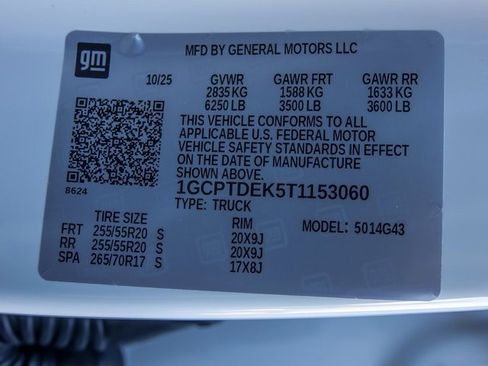 gm
MFD BY GENERAL MOTORS LLC
10/25 GVWR GAWR FRT GAWR RR
2835 KG 1588 KG 1633 KG
6250 LB 3500 LB 3600 LB
THIS VEHICLE CONFORMS TO ALL
APPLICABLE U.S. FEDERAL MOTOR
VEHICLE SAFETY STANDARDS IN EFFECT
ON THE DATE OF MANUFACTURE
SHOWN ABOVE.
8624
1GCPTDEK5T1153060
TYPE: TRUCK
TIRE SIZE RIM MODEL: 5014G43
FRT 255/55R20 S 20X9J
RR 255/55R20 S 20X9J
SPA 265/70R17 S 17X8J